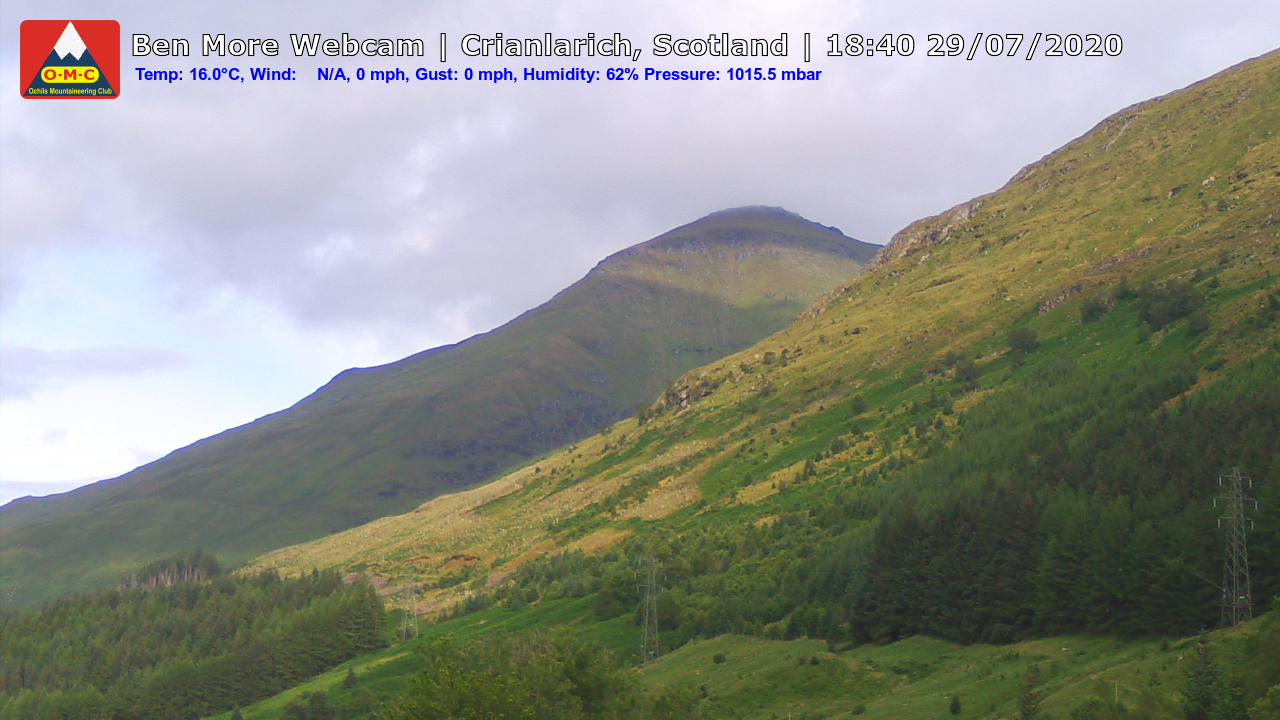 Ben More Webcam | Crianlarich, Scotland | 18:40 29/07/2020
Temp: 16.0°C, Wind: N/A, 0 mph, Gust: 0 mph, Humidity: 62% Pressure: 1015.5 mbar
O·M·C
Ochils Mountaineering Club